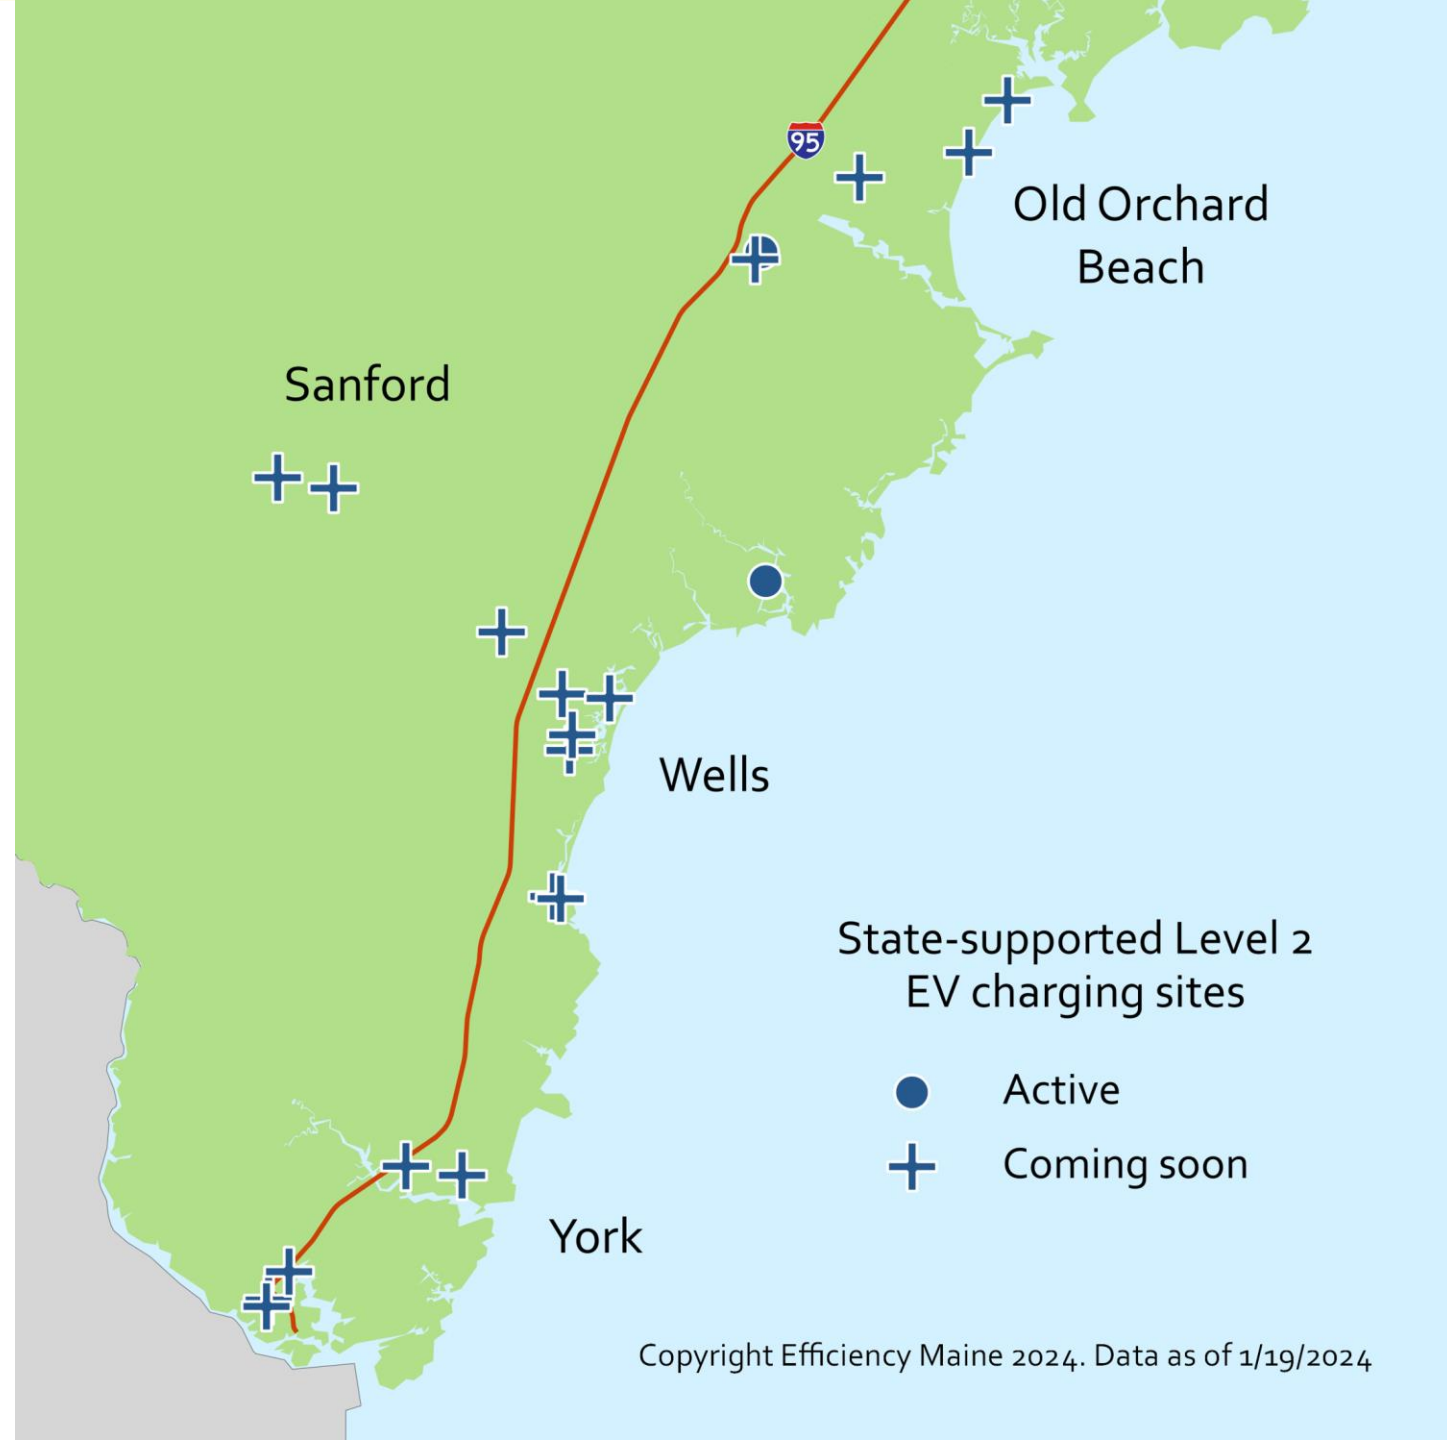 95
Old Orchard
Beach
Sanford
Wells
State-supported Level 2
EV charging sites
Active
Coming soon
York
Copyright Efficiency Maine 2024. Data as of 1/19/2024